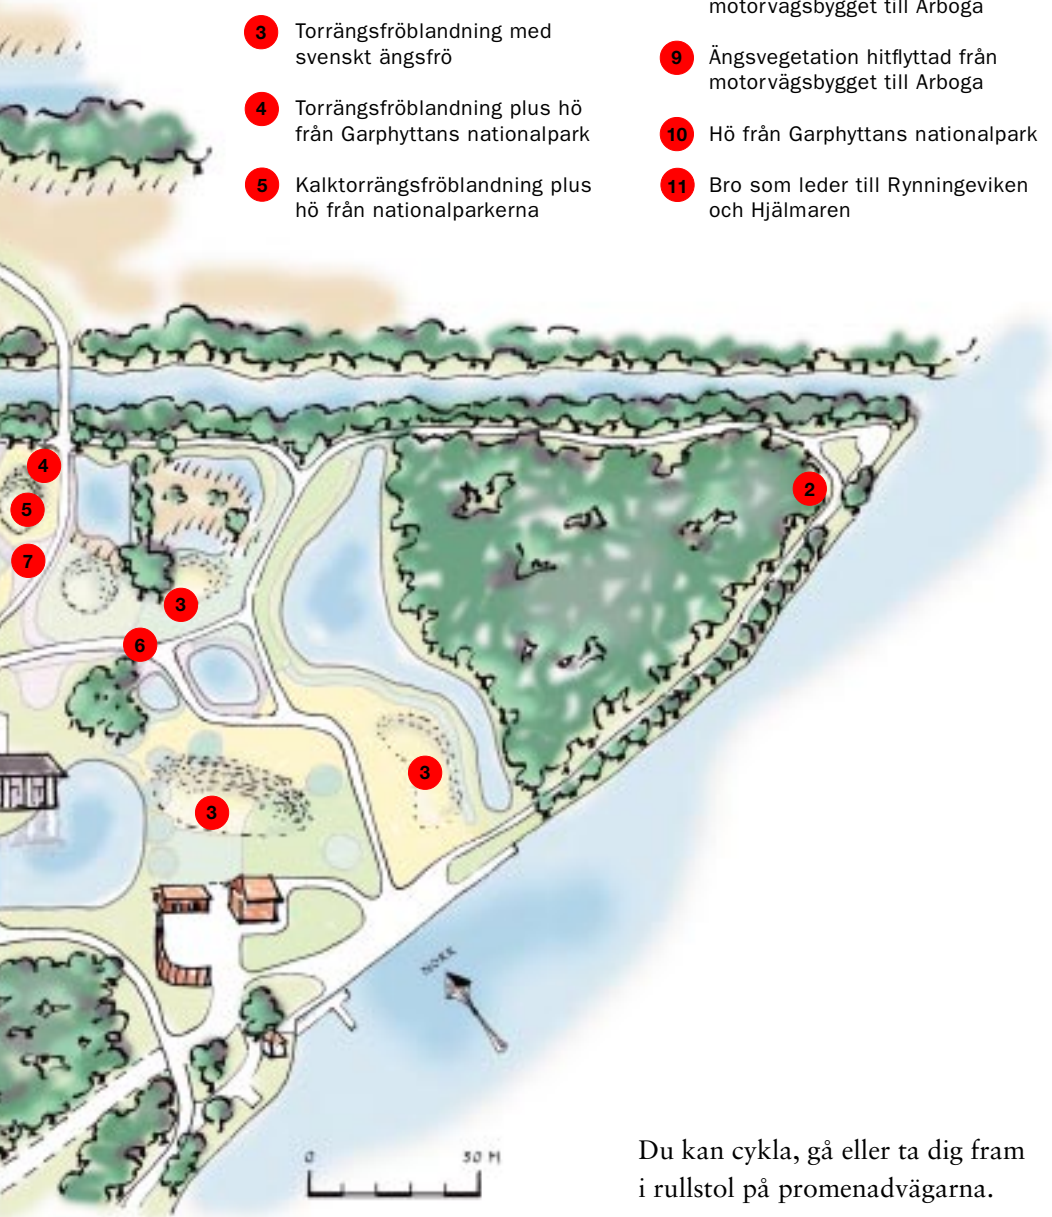 3 Torrängsfröblandning med
svenskt ängsfrö
4 Torrängsfröblandning plus hö
från Garphyttans nationalpark
5 Kalktorrängsfröblandning plus
hö från nationalparkerna
motorvägsbygget till Arboga
9 Ängsvegetation hitflyttad från
motorvägsbygget till Arboga
10 Hö från Garphyttans nationalpark
11 Bro som leder till Rynningeviken
och Hjälmaren
4
5
7
2
3
6
3
3
NORR
0 50 M
Du kan cykla, gå eller ta dig fram
i rullstol på promenadvägarna.